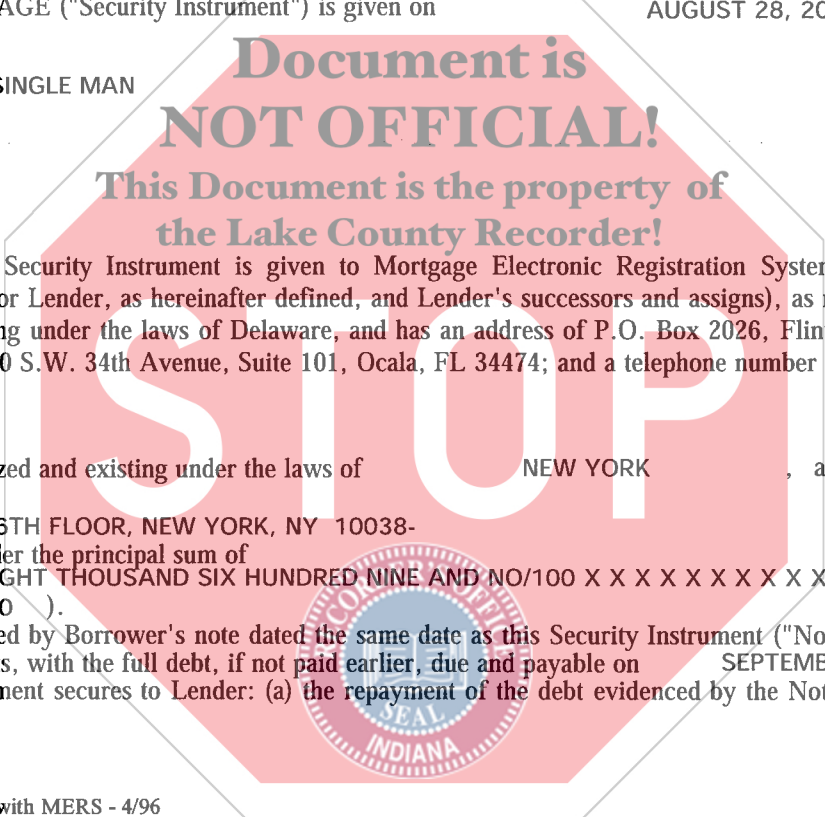 AGE ("Security Instrument") is given on AUGUST 28, 20
Document is
SINGLE MAN
NOT OFFICIAL!
This Document is the property of
the Lake County Recorder!
Security Instrument is given to Mortgage Electronic Registration System
or Lender, as hereinafter defined, and Lender's successors and assigns), as
ng under the laws of Delaware, and has an address of P.O. Box 2026, Flin
0 S.W. 34th Avenue, Suite 101, Ocala, FL 34474; and a telephone number
STOP
zed and existing under the laws of NEW YORK , a
6TH FLOOR, NEW YORK, NY 10038-
er the principal sum of
GHT THOUSAND SIX HUNDRED NINE AND NO/100 X X X X X X X X X X
0 ).
ed by Borrower's note dated the same date as this Security Instrument ("No
s, with the full debt, if not paid earlier, due and payable on SEPTEMB
ment secures to Lender: (a) the repayment of the debt evidenced by the Not
RECORDER'S OFFICE
SEAL
INDIANA
with MERS - 4/96